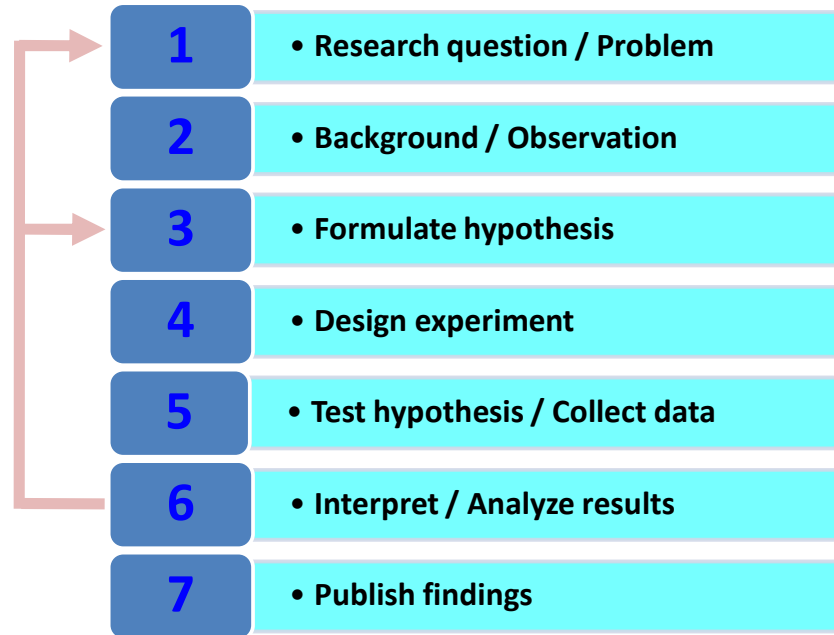 1 • Research question / Problem
2 • Background / Observation
3 • Formulate hypothesis
4 • Design experiment
5 • Test hypothesis / Collect data
6 • Interpret / Analyze results
7 • Publish findings